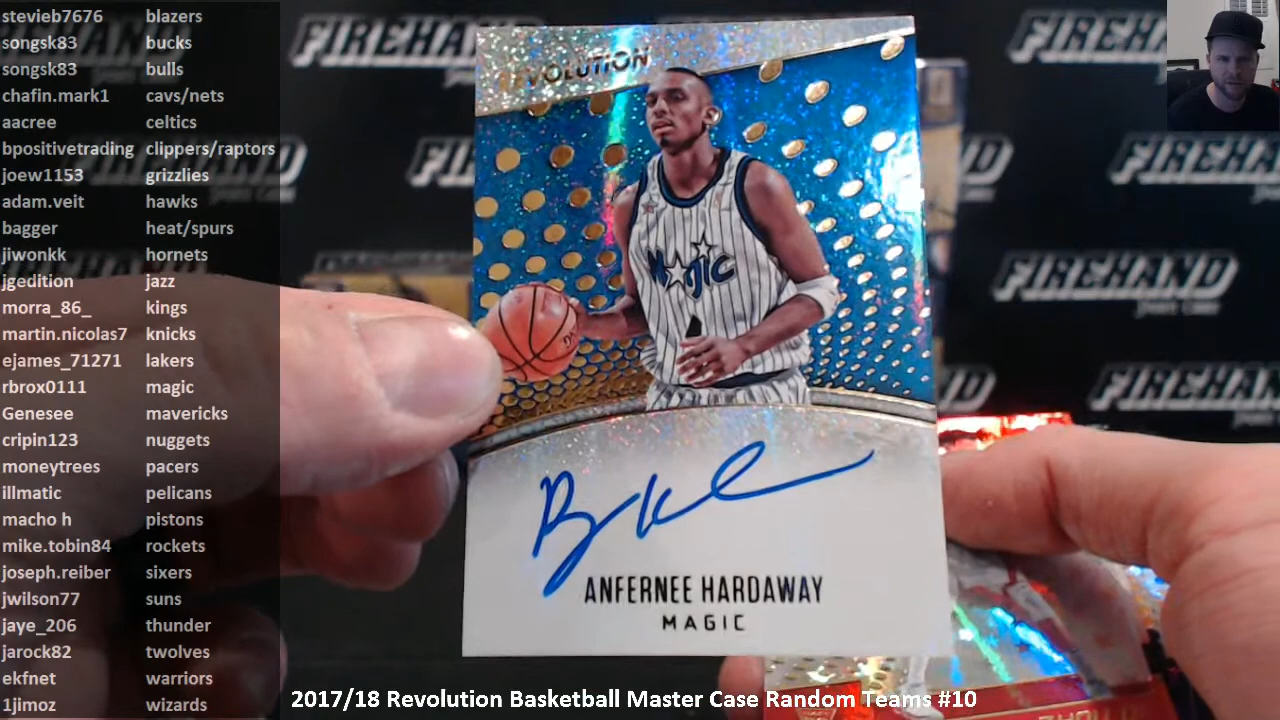 stevieb7676 blazers
songsk83 bucks
songsk83 bulls
chafin.mark1 cavs/nets
aacree celtics
bpositivetrading clippers/raptors
joew1153 grizzlies
adam.veit hawks
bagger heat/spurs
jiwonkk hornets
jgedition jazz
morra_86_ kings
martin.nicolas7 knicks
ejames_71271 lakers
rbrox0111 magic
Genesee mavericks
cripin123 nuggets
moneytrees pacers
illmatic pelicans
macho h pistons
mike.tobin84 rockets
joseph.reiber sixers
jwilson77 suns
jaye_206 thunder
jarock82 twolves
ekfnet warriors
1jimoz wizards
FIREHAND
FIREHAND
FIREHAND
FIREHAND
REVOLUTION
Magic
ANFERNEE HARDAWAY
MAGIC
2017/18 Revolution Basketball Master Case Random Teams #10